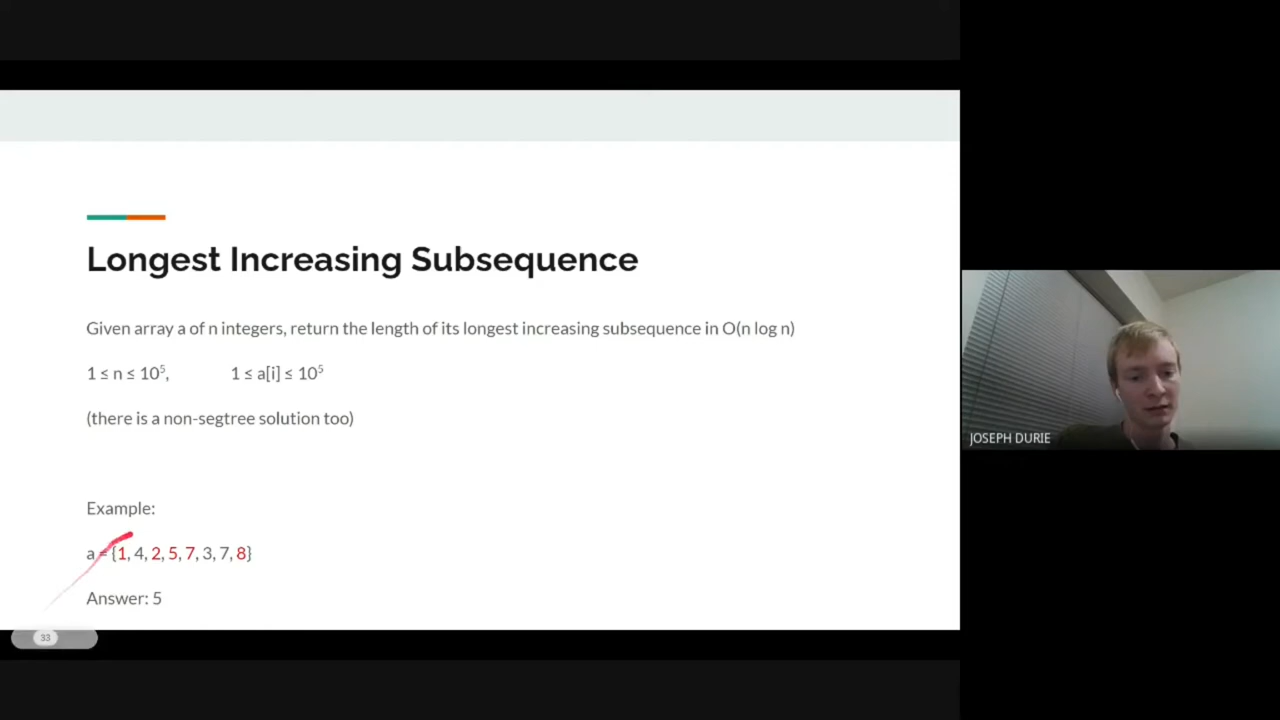 Longest Increasing Subsequence
Given array a of n integers, return the length of its longest increasing subsequence in O(n log n)
1 ≤ n ≤ 10⁵, 1 ≤ a[i] ≤ 10⁵
(there is a non-segtree solution too)
Example:
a = {1, 4, 2, 5, 7, 3, 7, 8}
Answer: 5
33
JOSEPH DURIE